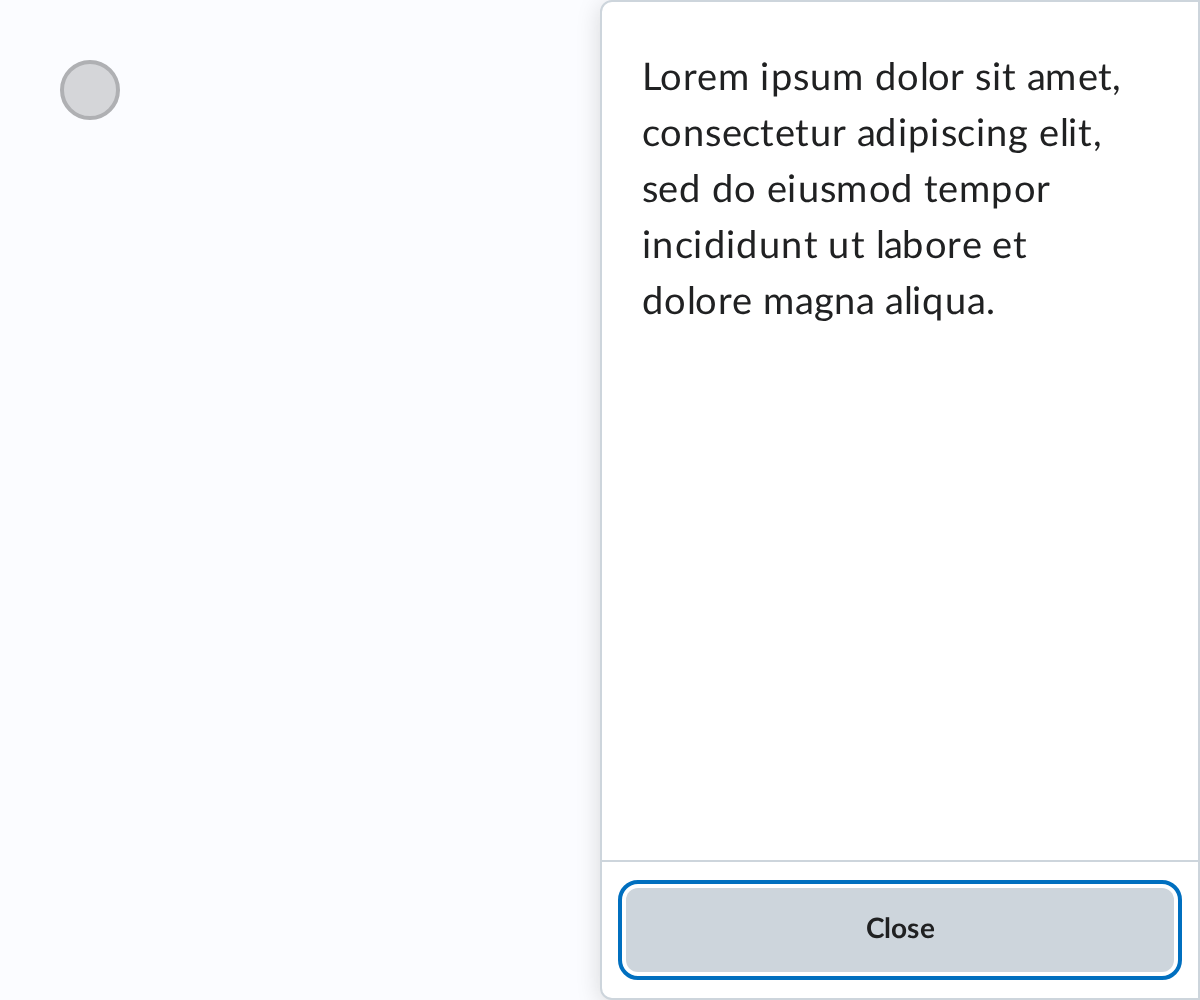 Lorem ipsum dolor sit amet,
consectetur adipiscing elit,
sed do eiusmod tempor
incididunt ut labore et
dolore magna aliqua.
Close